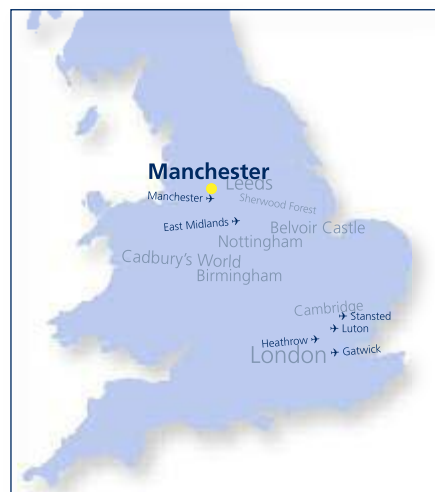 Manchester
Leeds
Manchester ✈
Sherwood Forest
East Midlands ✈
Belvoir Castle
Nottingham
Cadbury's World
Birmingham
Cambridge
✈ Stansted
✈ Luton
Heathrow ✈
London
✈ Gatwick